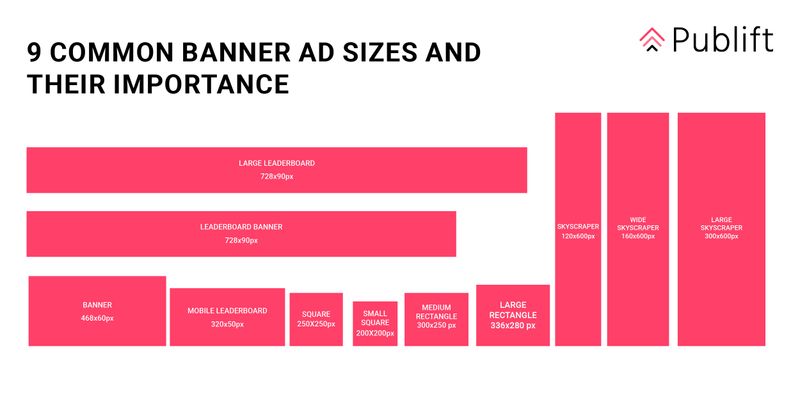 9 COMMON BANNER AD SIZES AND
THEIR IMPORTANCE
Publift
LARGE LEADERBOARD
728x90px
LEADERBOARD BANNER
728x90px
BANNER
468x60px
MOBILE LEADERBOARD
320x50px
SQUARE
250X250px
SMALL
SQUARE
200X200px
MEDIUM
RECTANGLE
300x250 px
LARGE
RECTANGLE
336x280 px
SKYSCRAPER
120x600px
WIDE
SKYSCRAPER
160x600px
LARGE
SKYSCRAPER
300x600px